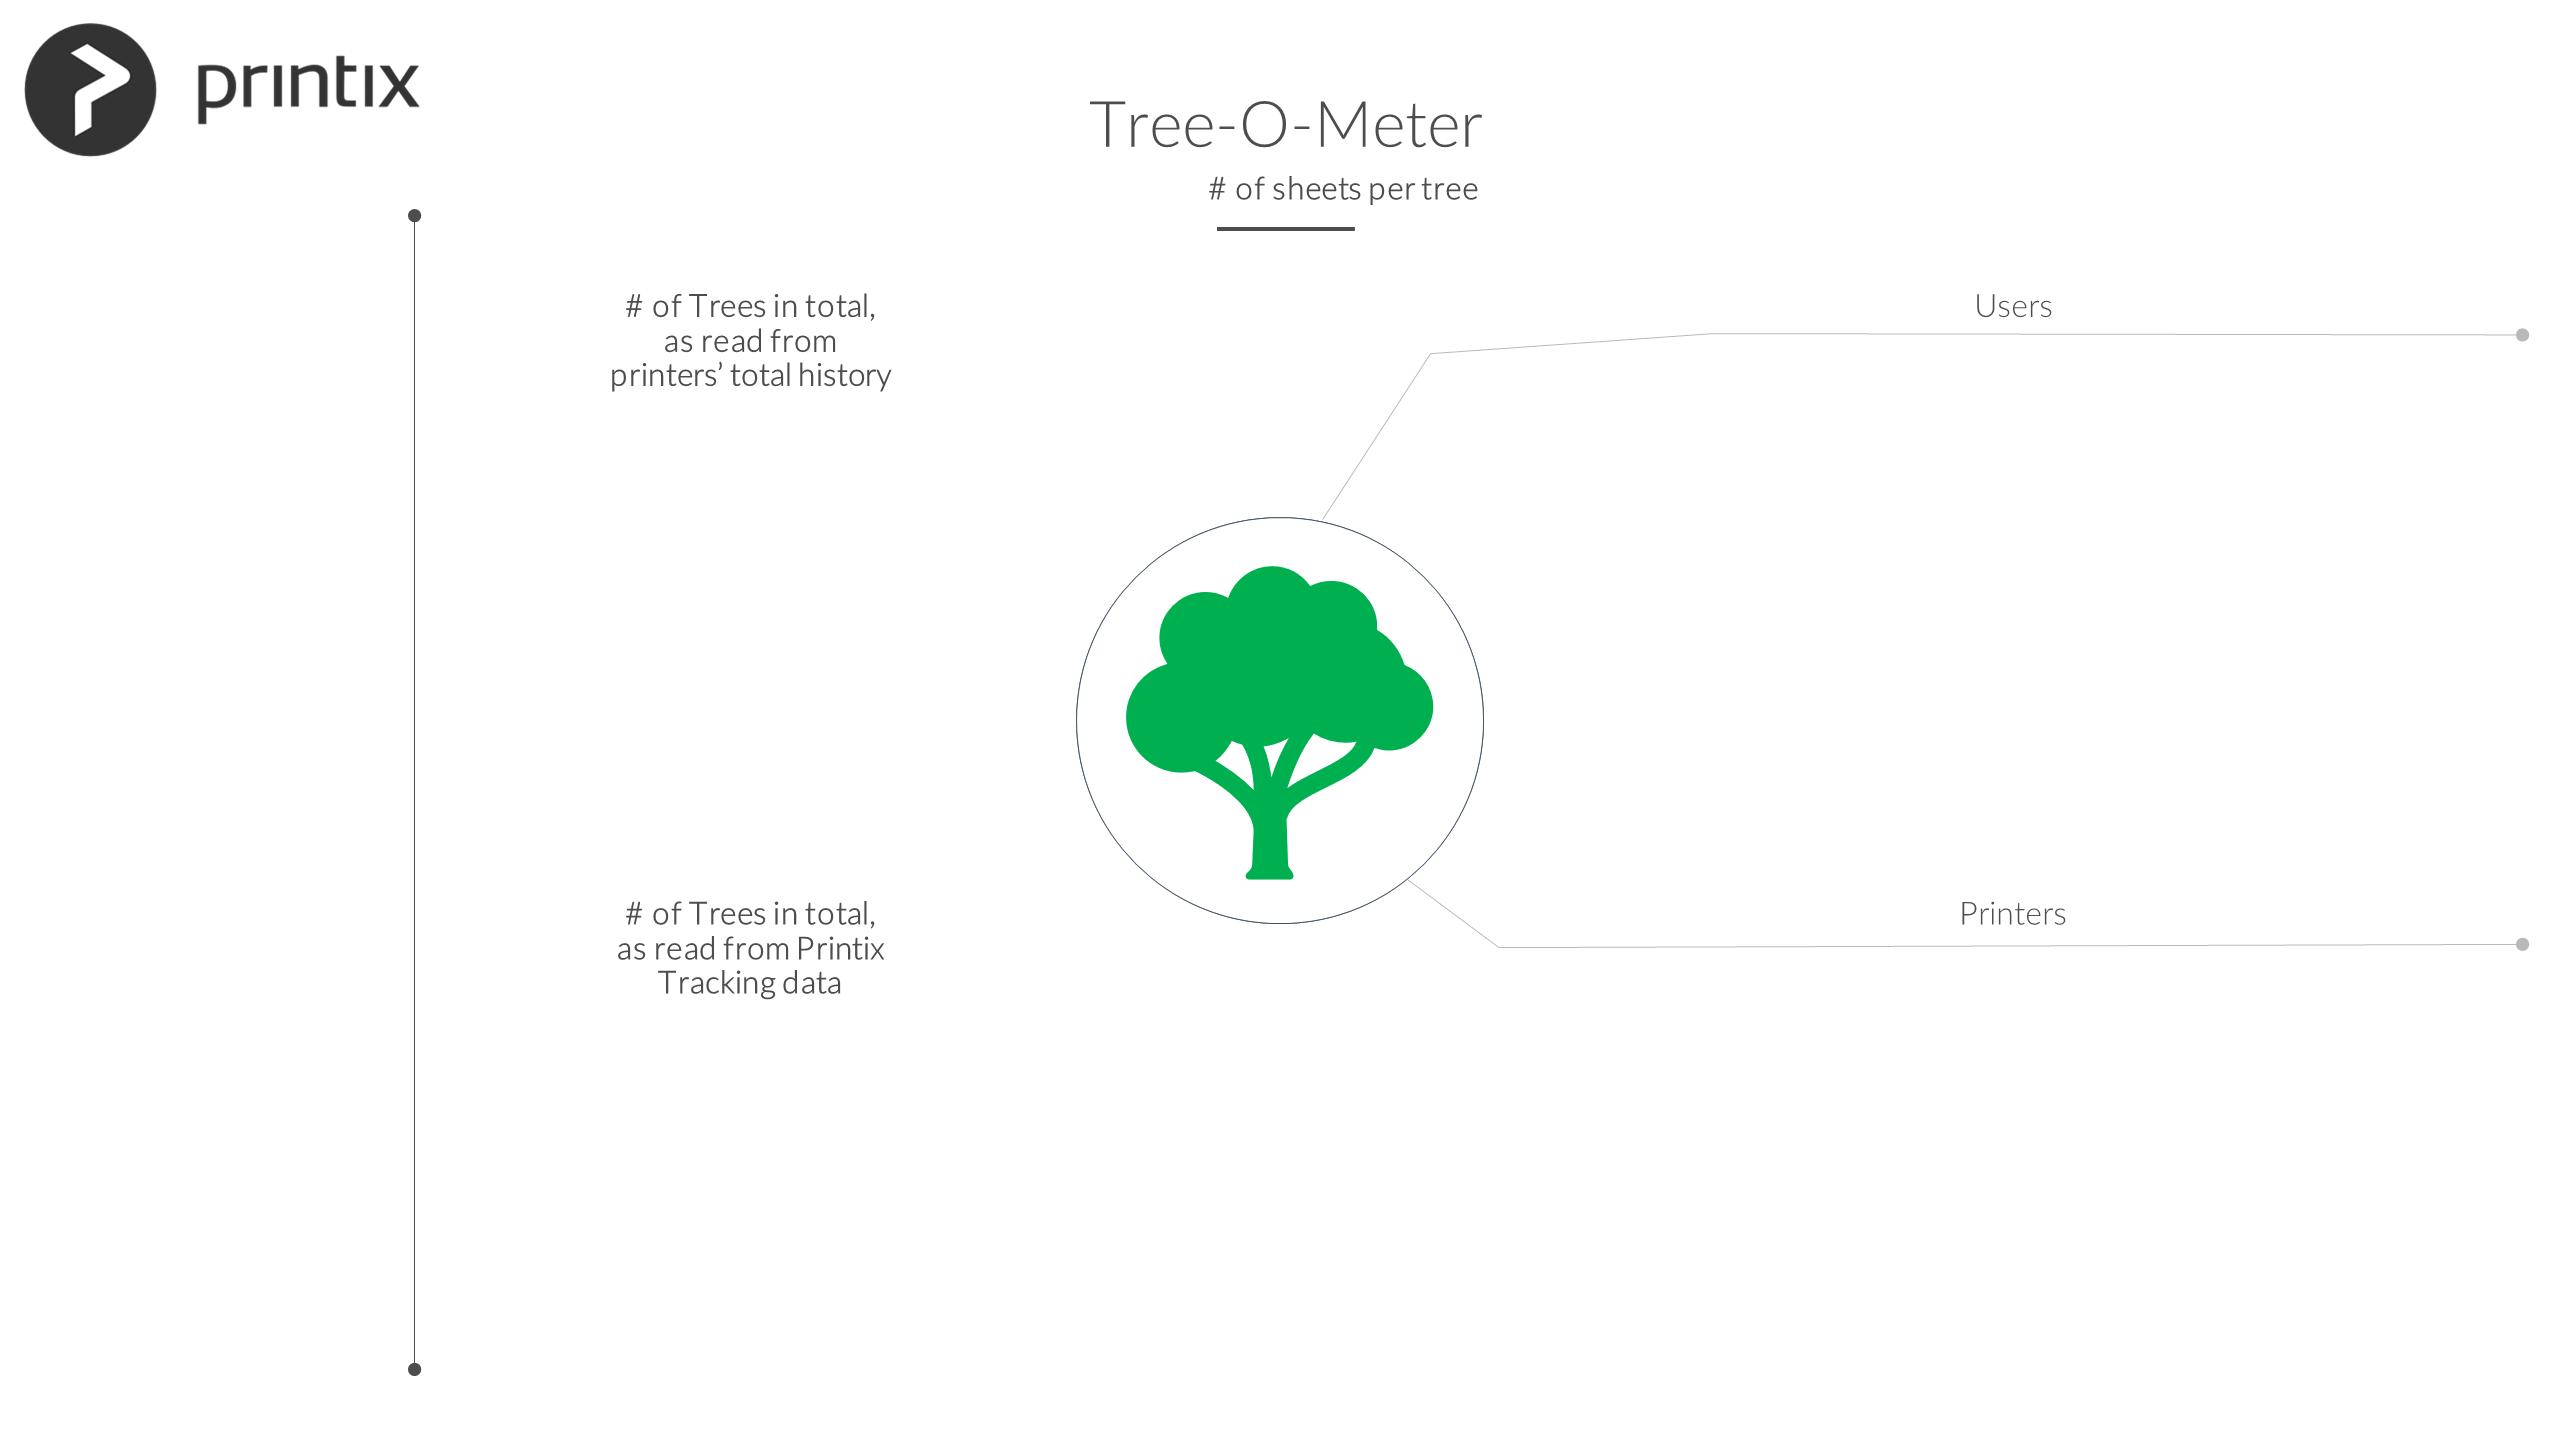 printix
Tree-O-Meter
# of sheets per tree
# of Trees in total,
as read from
printers’ total history
Users
# of Trees in total,
as read from Printix
Tracking data
Printers